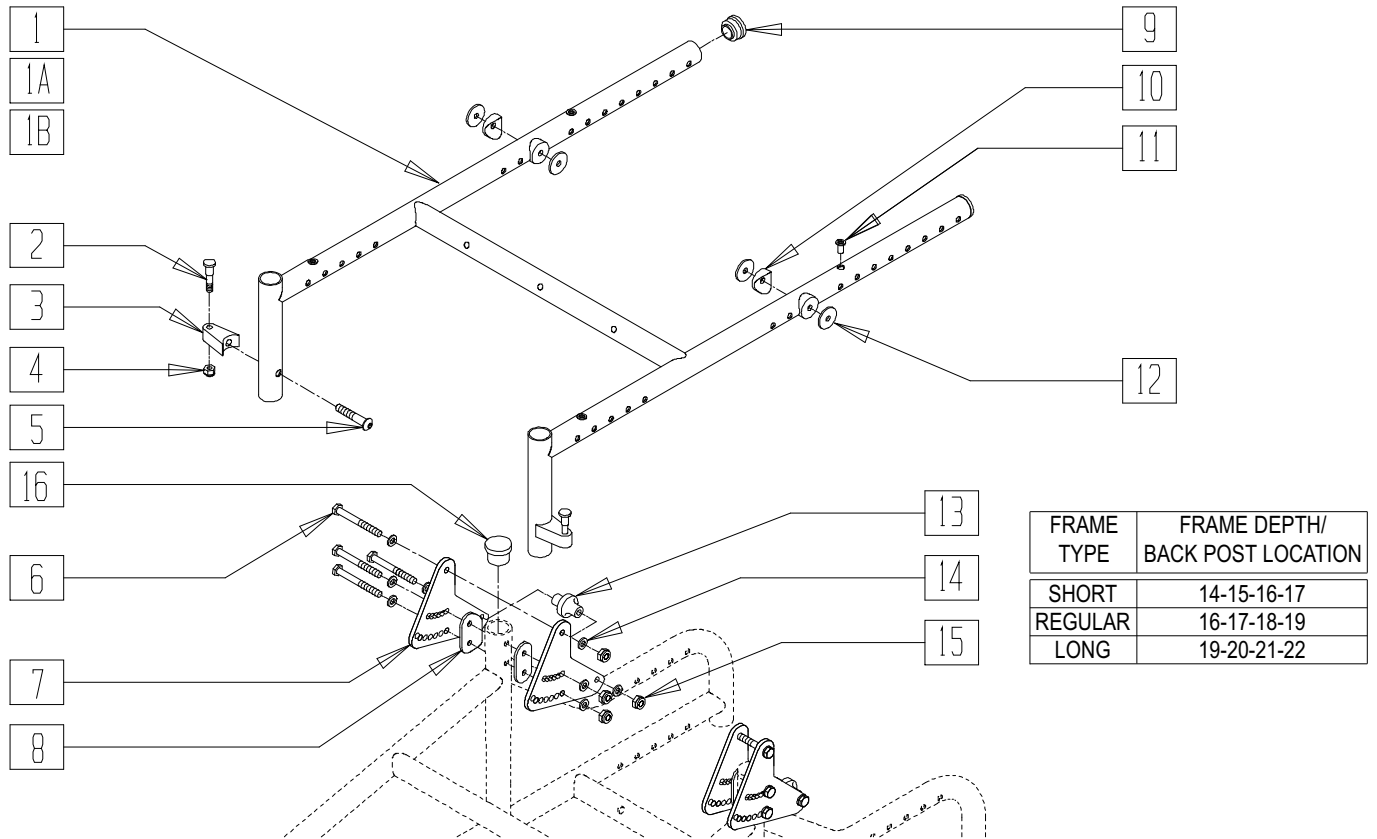 1
1A
1B
2
3
4
5
16
6
7
8
9
10
11
12
13
14
15
FRAME TYPE FRAME DEPTH/ BACK POST LOCATION
SHORT 14-15-16-17
REGULAR 16-17-18-19
LONG 19-20-21-22